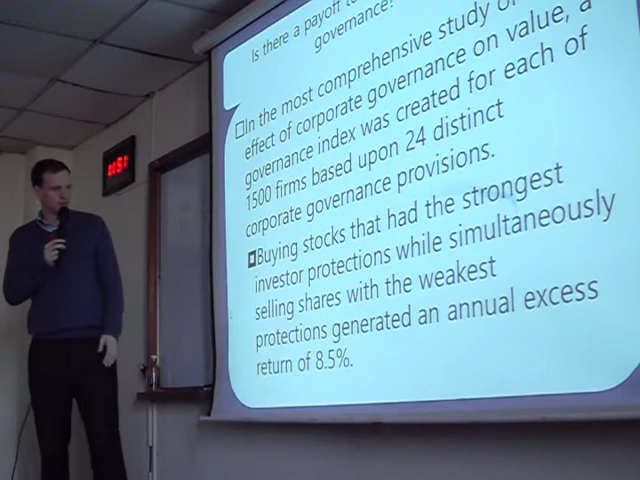 Is there a payoff to
governance?
In the most comprehensive study of
effect of corporate governance on value, a
governance index was created for each of
1500 firms based upon 24 distinct
corporate governance provisions.
Buying stocks that had the strongest
investor protections while simultaneously
selling shares with the weakest
protections generated an annual excess
return of 8.5%.